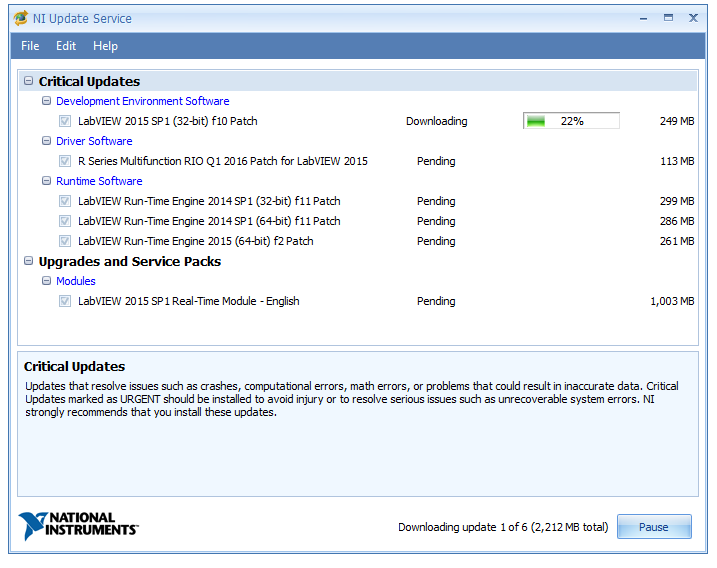 NI Update Service
File Edit Help
Critical Updates
Development Environment Software
LabVIEW 2015 SP1 (32-bit) f10 Patch Downloading 22% 249 MB
Driver Software
R Series Multifunction RIO Q1 2016 Patch for LabVIEW 2015 Pending 113 MB
Runtime Software
LabVIEW Run-Time Engine 2014 SP1 (32-bit) f11 Patch Pending 299 MB
LabVIEW Run-Time Engine 2014 SP1 (64-bit) f11 Patch Pending 286 MB
LabVIEW Run-Time Engine 2015 (64-bit) f2 Patch Pending 261 MB
Upgrades and Service Packs
Modules
LabVIEW 2015 SP1 Real-Time Module - English Pending 1,003 MB
Critical Updates
Updates that resolve issues such as crashes, computational errors, math errors, or problems that could result in inaccurate data. Critical
Updates marked as URGENT should be installed to avoid injury or to resolve serious issues such as unrecoverable system errors. NI
strongly recommends that you install these updates.
NATIONAL
INSTRUMENTS
Downloading update 1 of 6 (2,212 MB total) Pause